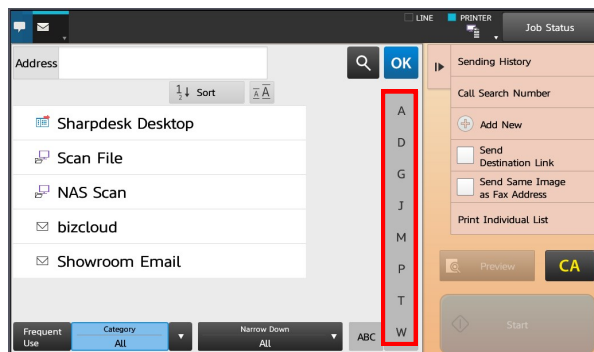 LINE
PRINTER
Job Status
Address
OK
1
2
Sort
A A
Sharpdesk Desktop
Scan File
NAS Scan
bizcloud
Showroom Email
A
D
G
J
M
P
T
W
Frequent
Use
Category
All
Narrow Down
All
ABC
Sending History
Call Search Number
Add New
Send
Destination Link
Send Same Image
as Fax Address
Print Individual List
Preview
CA
Start